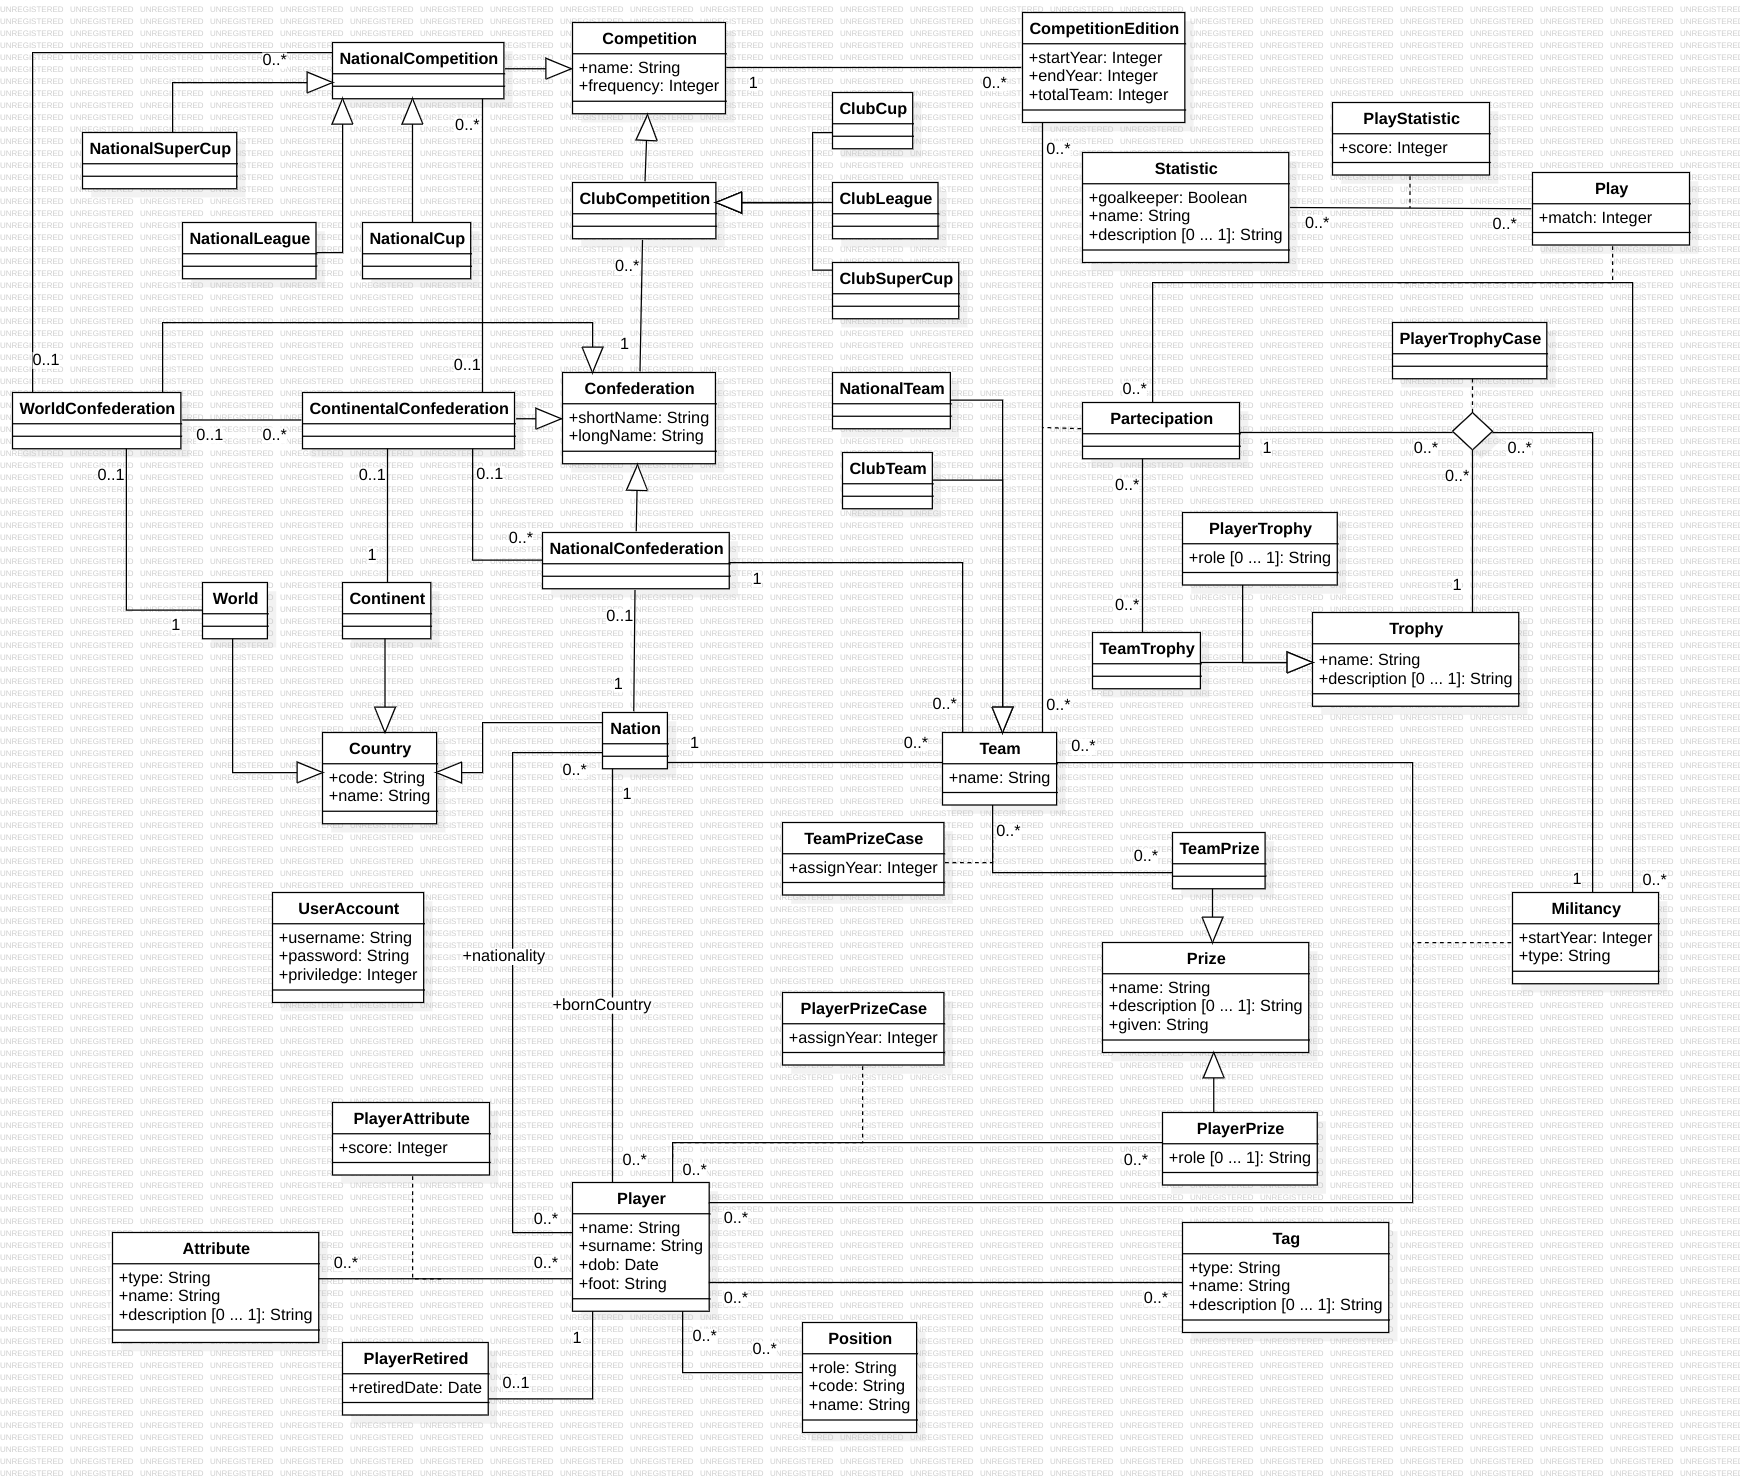 UNREGISTERED
Competition
+name: String
+frequency: Integer
CompetitionEdition
+startYear: Integer
+endYear: Integer
+totalTeam: Integer
NationalCompetition
0..*
1
0..*
0..*
NationalSuperCup
NationalLeague
NationalCup
ClubCompetition
ClubCup
ClubLeague
ClubSuperCup
0..*
1
0..*
Statistic
+goalkeeper: Boolean
+name: String
+description [0 ... 1]: String
PlayStatistic
+score: Integer
Play
+match: Integer
0..*
0..*
0..1
0..1
WorldConfederation
0..1
0..*
ContinentalConfederation
Confederation
+shortName: String
+longName: String
NationalTeam
ClubTeam
0..*
Partecipation
PlayerTrophyCase
1
0..*
0..*
0..*
0..*
0..1
0..1
0..1
0..*
NationalConfederation
1
1
0..1
PlayerTrophy
+role [0 ... 1]: String
World
1
Continent
0..*
TeamTrophy
1
Trophy
+name: String
+description [0 ... 1]: String
1
Nation
0..*
0..*
Country
+code: String
+name: String
0..*
1
1
0..*
Team
+name: String
0..*
0..*
TeamPrizeCase
+assignYear: Integer
0..*
TeamPrize
1
0..*
Militancy
+startYear: Integer
+type: String
UserAccount
+username: String
+password: String
+priviledge: Integer
+nationality
+bornCountry
Prize
+name: String
+description [0 ... 1]: String
+given: String
PlayerPrizeCase
+assignYear: Integer
PlayerAttribute
+score: Integer
PlayerPrize
+role [0 ... 1]: String
0..*
0..*
0..*
Player
+name: String
+surname: String
+dob: Date
+foot: String
0..*
0..*
0..*
0..*
Attribute
+type: String
+name: String
+description [0 ... 1]: String
0..*
0..*
Tag
+type: String
+name: String
+description [0 ... 1]: String
1
0..*
0..*
PlayerRetired
+retiredDate: Date
0..1
Position
+role: String
+code: String
+name: String